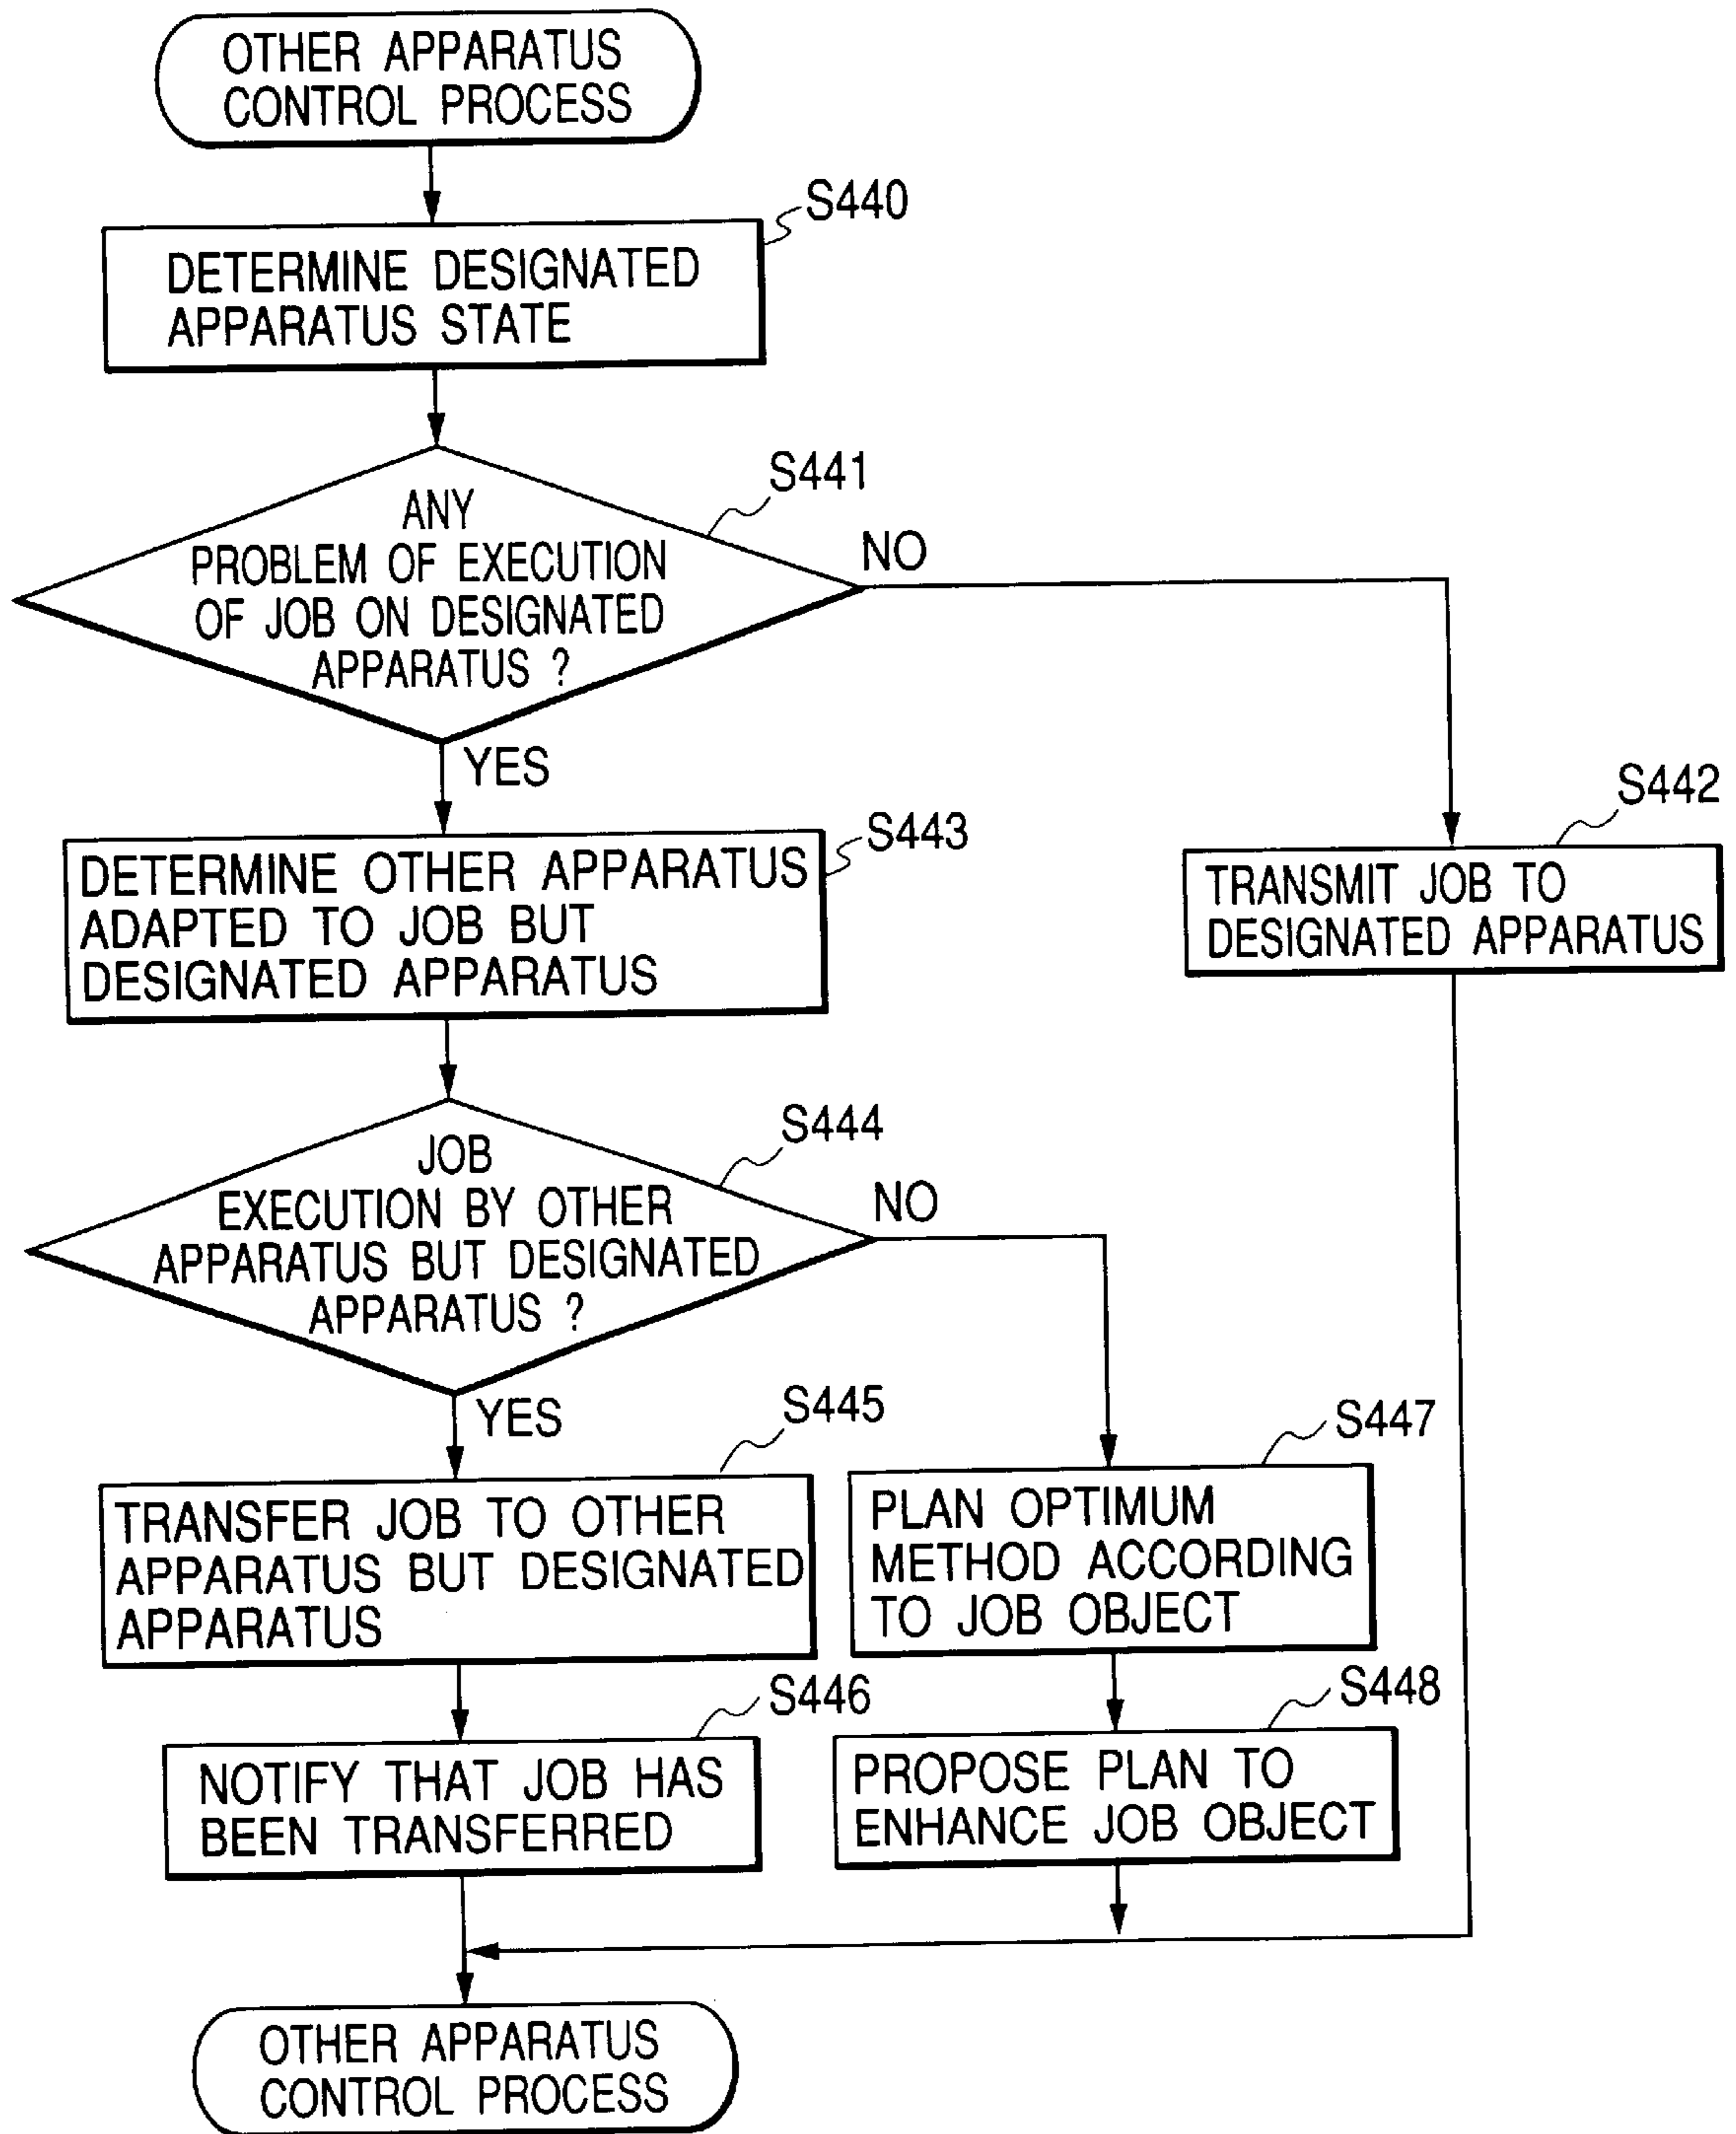 OTHER APPARATUS
CONTROL PROCESS
S440
DETERMINE DESIGNATED
APPARATUS STATE
S441
ANY
PROBLEM OF EXECUTION
OF JOB ON DESIGNATED
APPARATUS ?
NO
YES
S442
TRANSMIT JOB TO
DESIGNATED APPARATUS
S443
DETERMINE OTHER APPARATUS
ADAPTED TO JOB BUT
DESIGNATED APPARATUS
S444
JOB
EXECUTION BY OTHER
APPARATUS BUT DESIGNATED
APPARATUS ?
NO
YES
S445
TRANSFER JOB TO OTHER
APPARATUS BUT DESIGNATED
APPARATUS
S447
PLAN OPTIMUM
METHOD ACCORDING
TO JOB OBJECT
S446
NOTIFY THAT JOB HAS
BEEN TRANSFERRED
S448
PROPOSE PLAN TO
ENHANCE JOB OBJECT
OTHER APPARATUS
CONTROL PROCESS